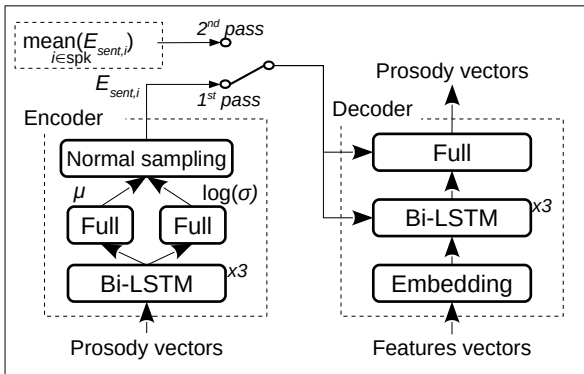 2nd pass
mean(E_sent,i)
i∈spk
E_sent,i
1st pass
Encoder
Normal sampling
μ
log(σ)
Full
Full
Bi-LSTM
x3
Prosody vectors
Prosody vectors
Decoder
Full
Bi-LSTM
x3
Embedding
Features vectors